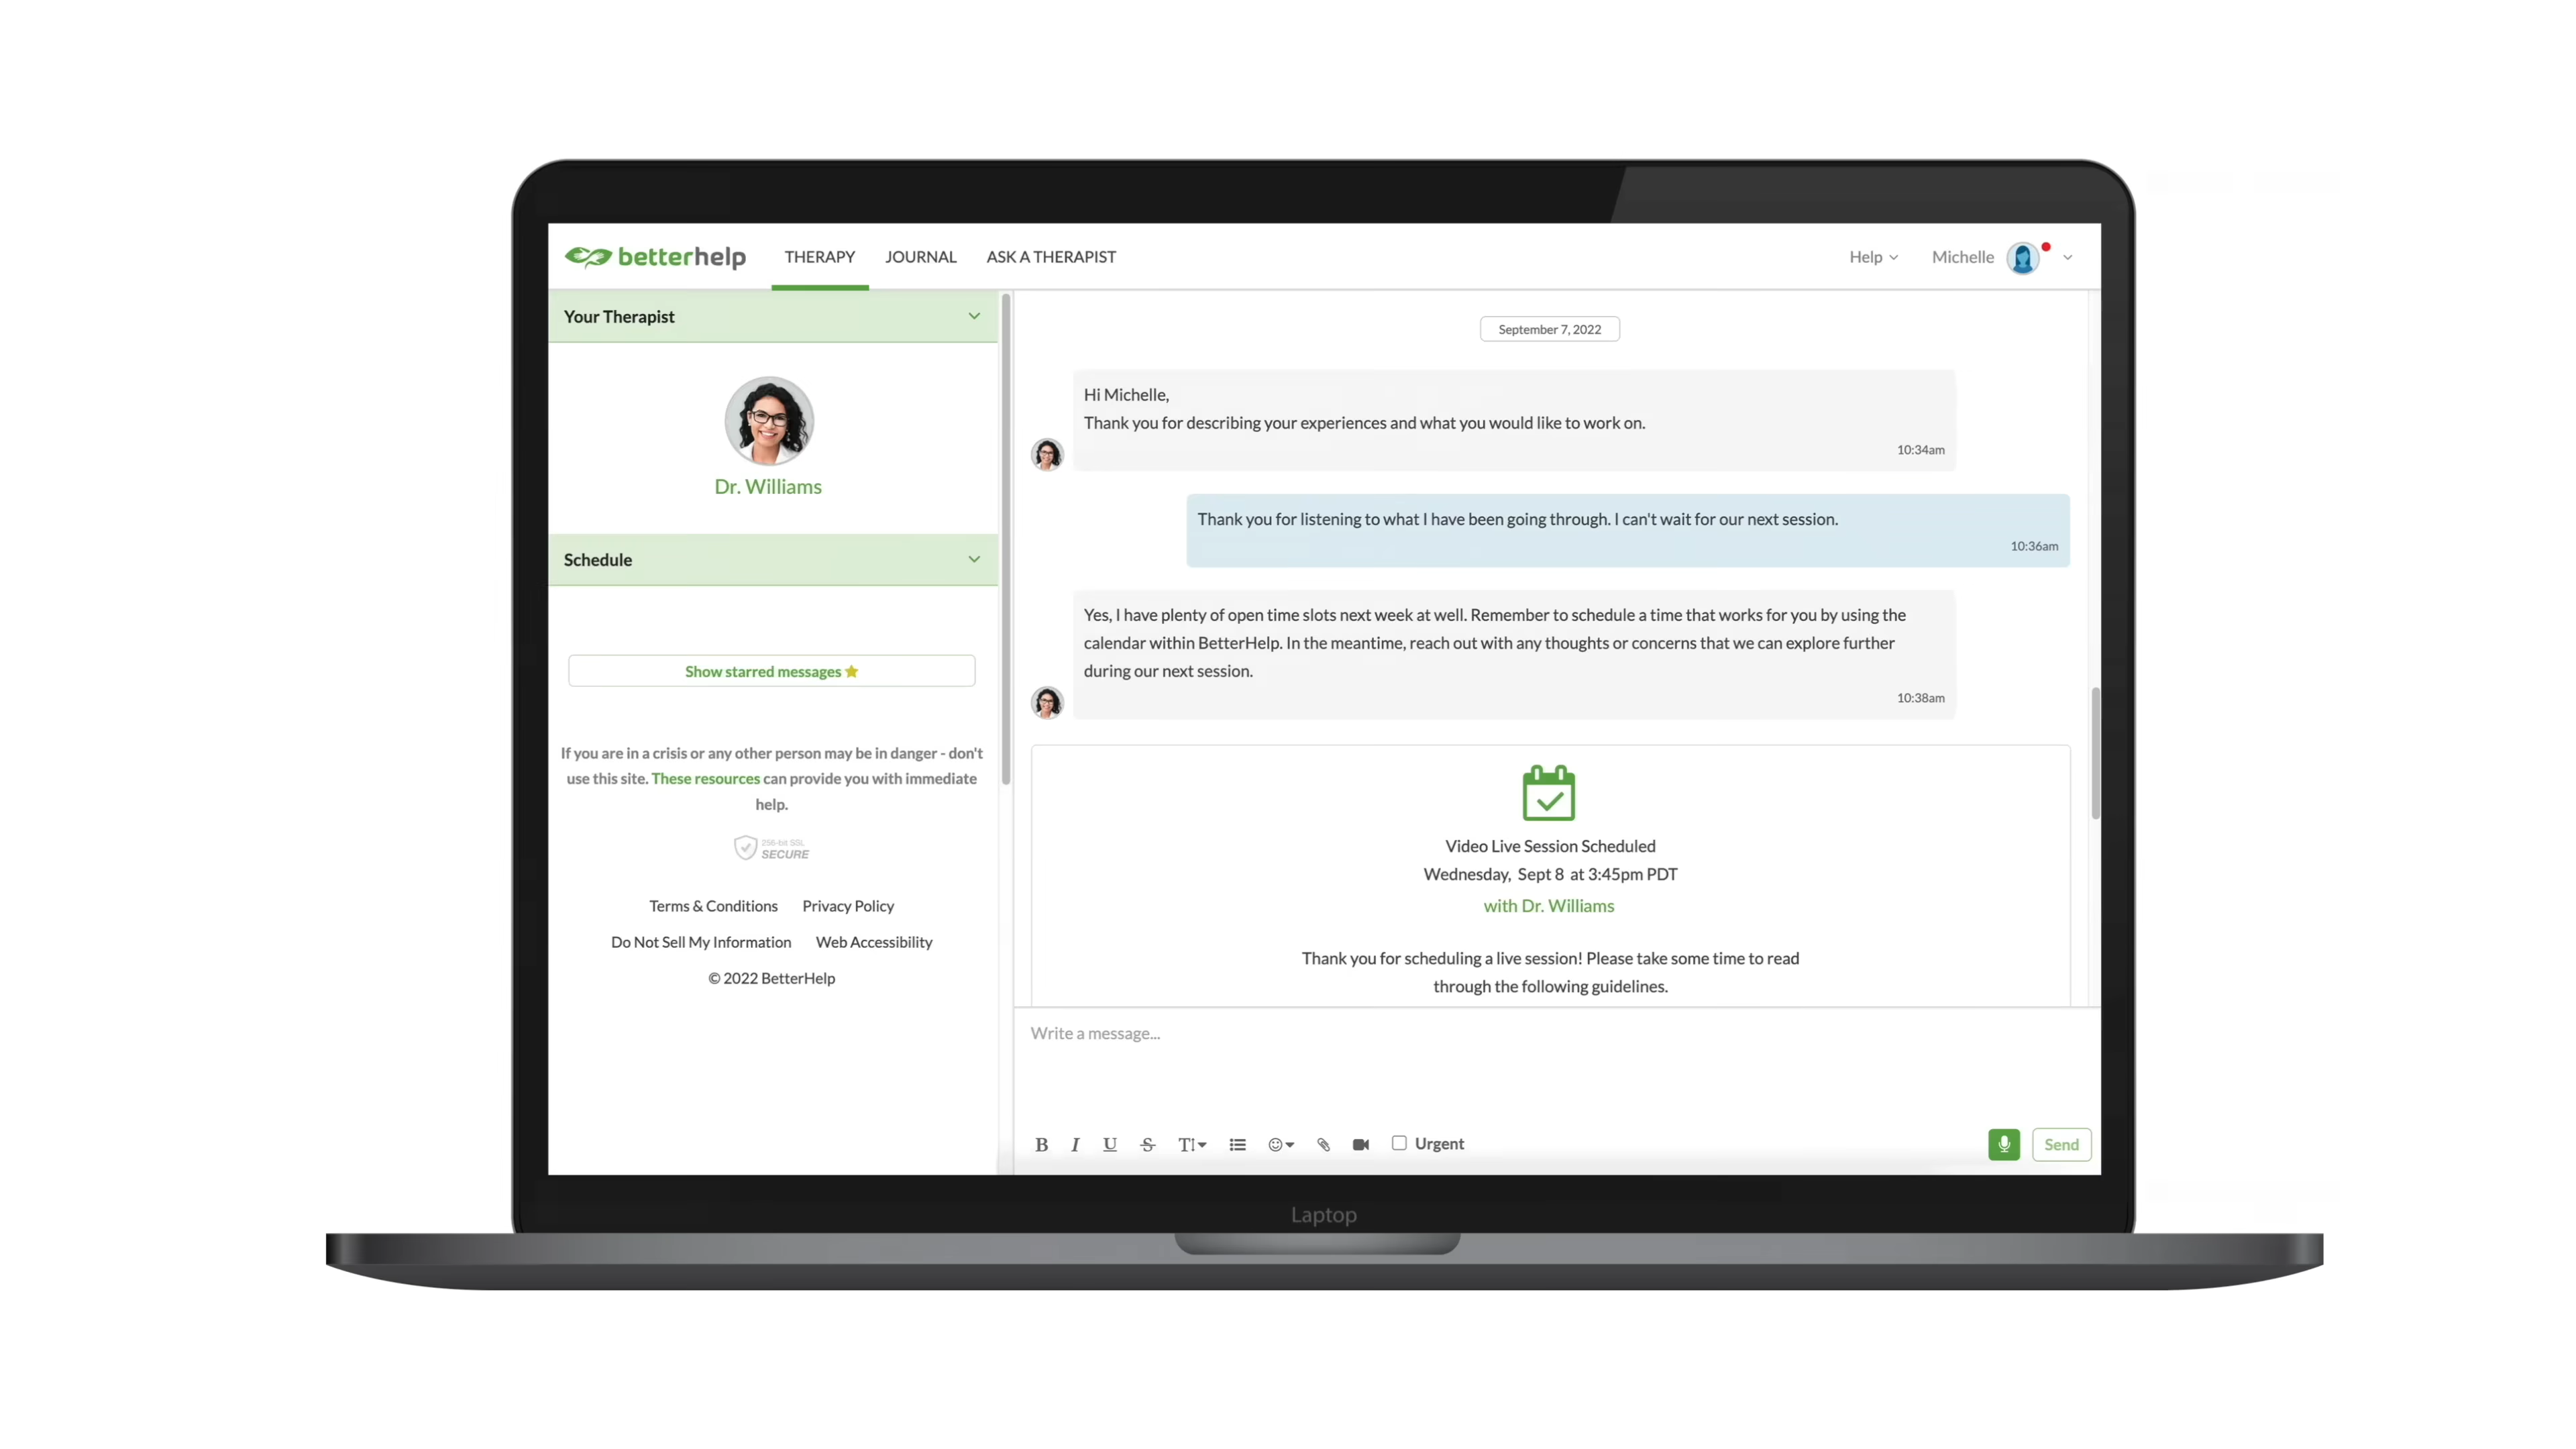 betterhelp
THERAPY
JOURNAL
ASK A THERAPIST
Help
Michelle
Your Therapist
Dr. Williams
Schedule
Show starred messages
If you are in a crisis or any other person may be in danger - don't
use this site. These resources can provide you with immediate
help.
256-bit SSL
SECURE
Terms & Conditions
Privacy Policy
Do Not Sell My Information
Web Accessibility
© 2022 BetterHelp
September 7, 2022
Hi Michelle,
Thank you for describing your experiences and what you would like to work on.
10:34am
Thank you for listening to what I have been going through. I can't wait for our next session.
10:36am
Yes, I have plenty of open time slots next week at well. Remember to schedule a time that works for you by using the
calendar within BetterHelp. In the meantime, reach out with any thoughts or concerns that we can explore further
during our next session.
10:38am
Video Live Session Scheduled
Wednesday, Sept 8 at 3:45pm PDT
with Dr. Williams
Thank you for scheduling a live session! Please take some time to read
through the following guidelines.
Write a message...
B I U S T
Urgent
Send
Laptop